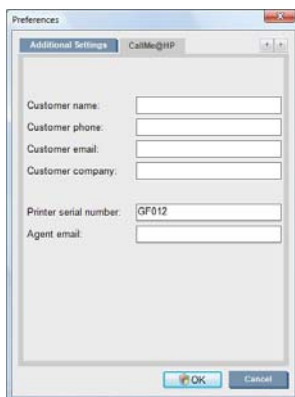 Preferences
Additional Settings CallMe@HP
Customer name:
Customer phone:
Customer email:
Customer company:
Printer serial number: GF012
Agent email:
OK Cancel